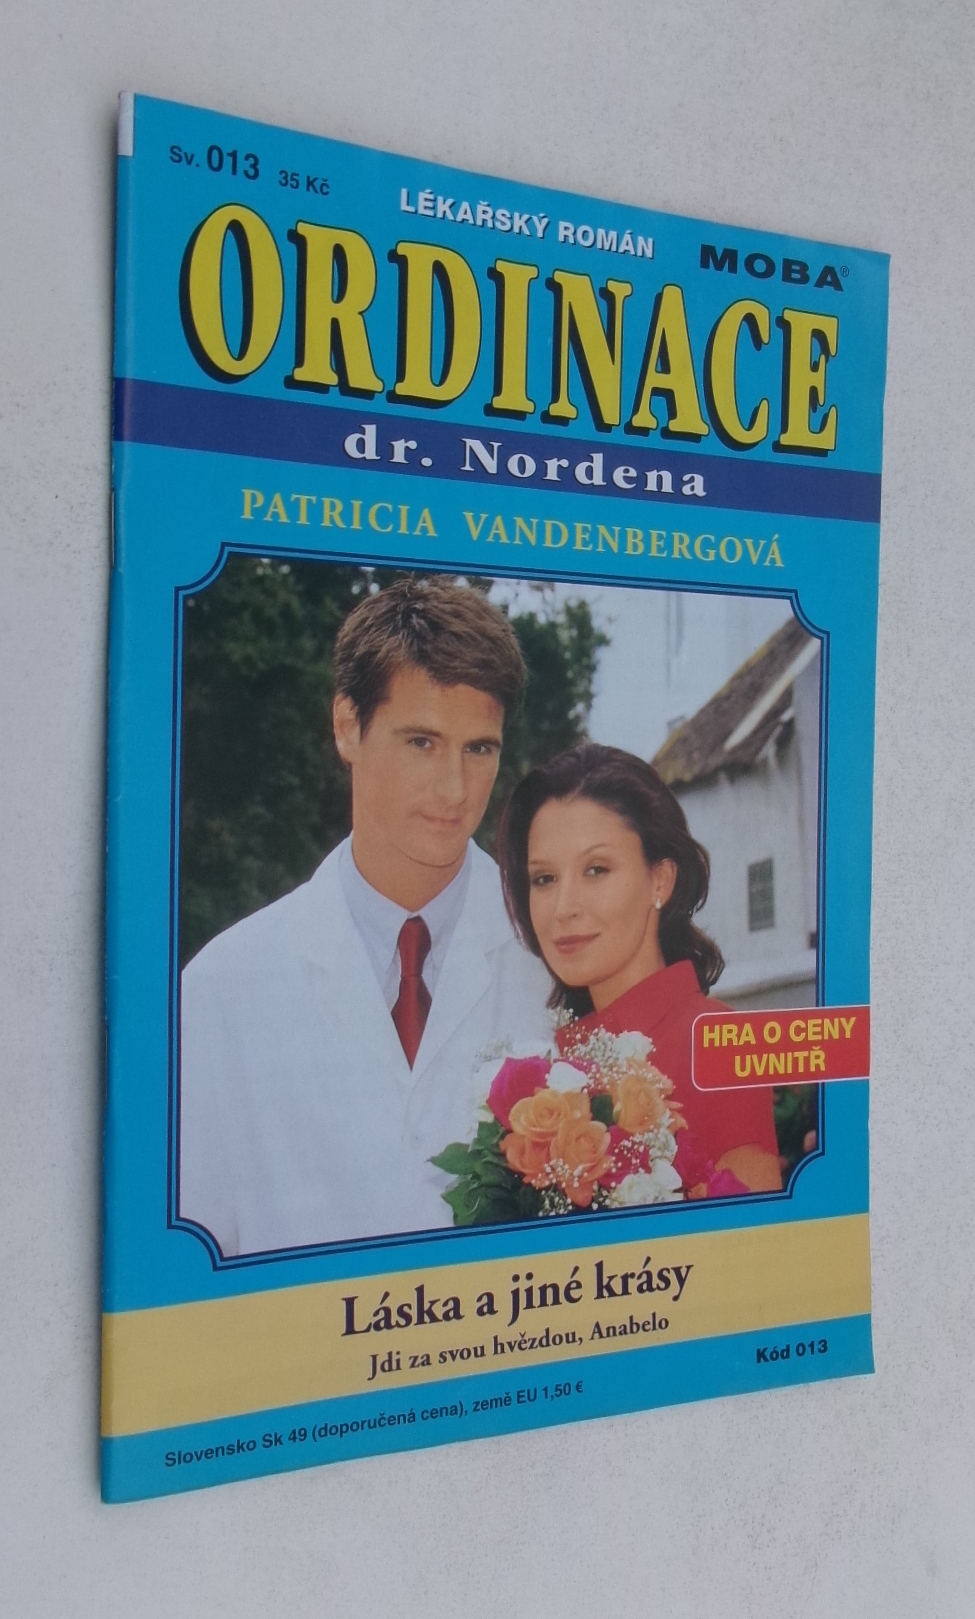 Sv. 013 35 Kč
LÉKAŘSKÝ ROMÁN
MOBA®
ORDINACE
dr. Nordena
PATRICIA VANDENBERGOVÁ
HRA O CENY
UVNITŘ
Láska a jiné krásy
Jdi za svou hvězdou, Anabelo
Kód 013
Slovensko Sk 49 (doporučená cena), země EU 1,50 €